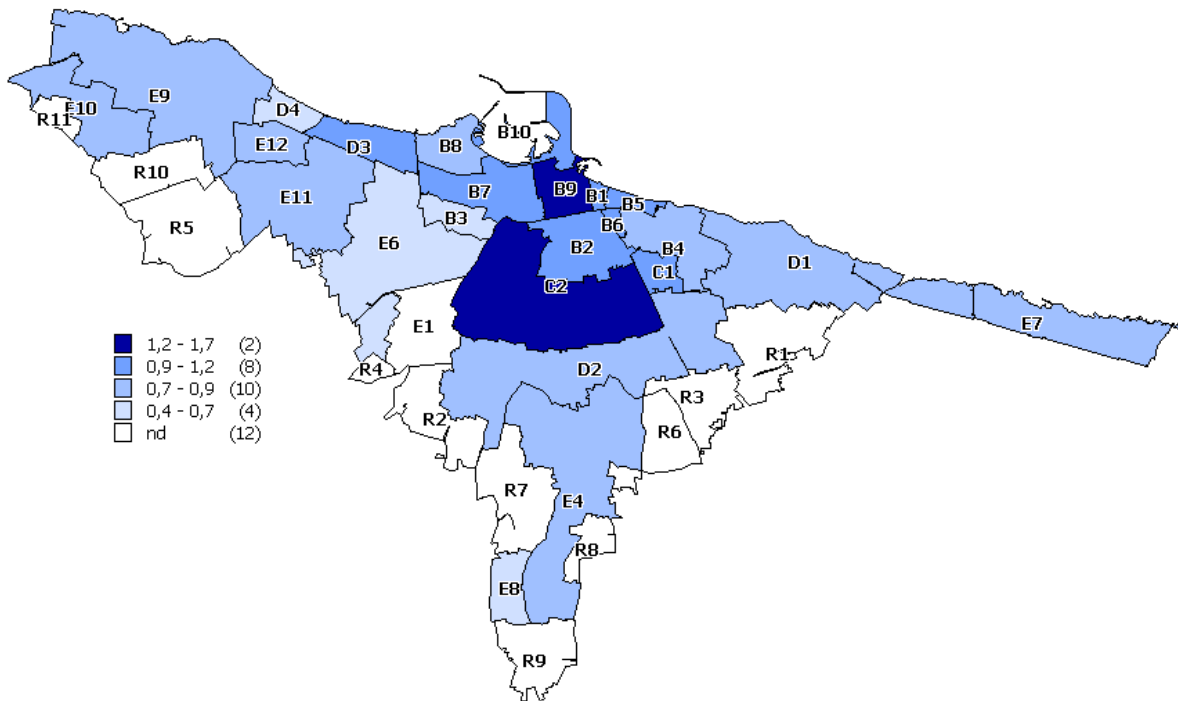 E9
D4
E10
R11
E12
D3
B8
B10
R10
E11
B7
B9
B1
B5
R5
B3
B6
E6
B2
B4
D1
C1
C2
E1
E7
1,2 - 1,7 (2)
0,9 - 1,2 (8)
0,7 - 0,9 (10)
0,4 - 0,7 (4)
nd (12)
R4
D2
R1
R2
R3
R6
R7
E4
R8
E8
R9